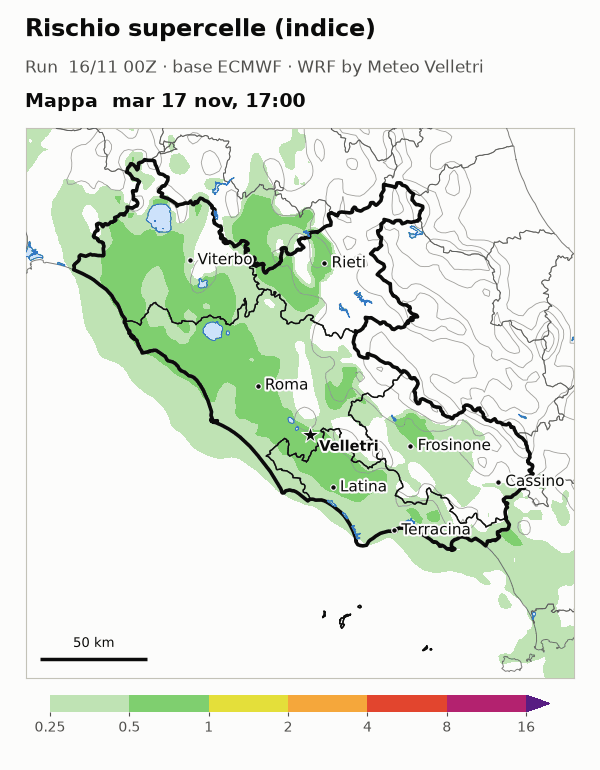 Rischio supercelle (indice)
Run 16/11 00Z · base ECMWF · WRF by Meteo Velletri
Mappa mar 17 nov, 17:00
Viterbo
Rieti
Roma
Velletri
Frosinone
Cassino
Latina
Terracina
50 km
0.25 0.5 1 2 4 8 16